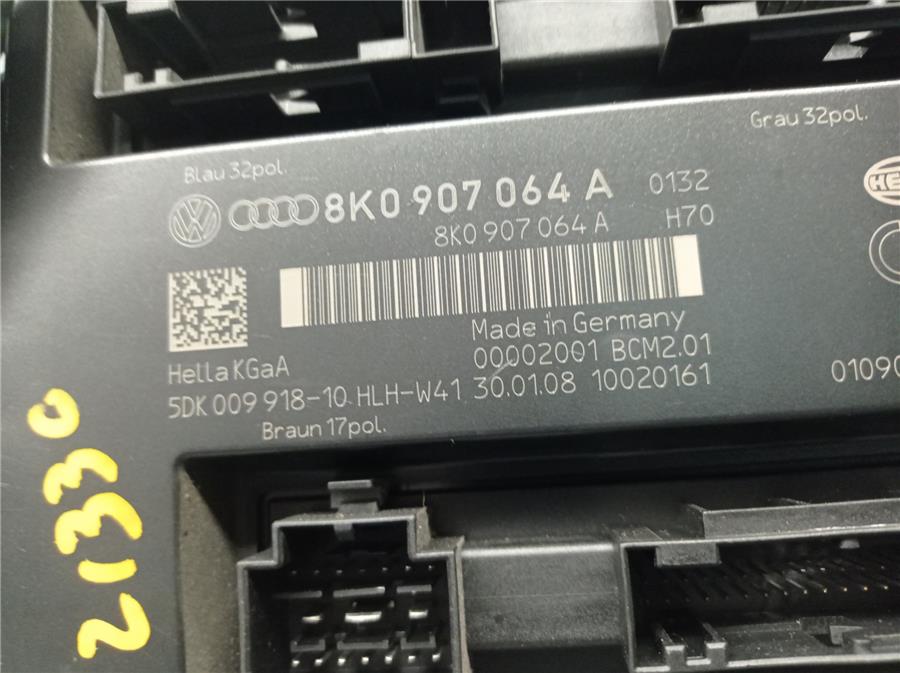 Grau 32pol.
Blau 32pol.
8K0 907 064 A 0132
8K0 907 064 A H70
Made in Germany
00002001 BCM2.01
Hella KGaA
5DK 009 918-10 HLH-W41 30.01.08 10020161
Braun 17pol.
21330